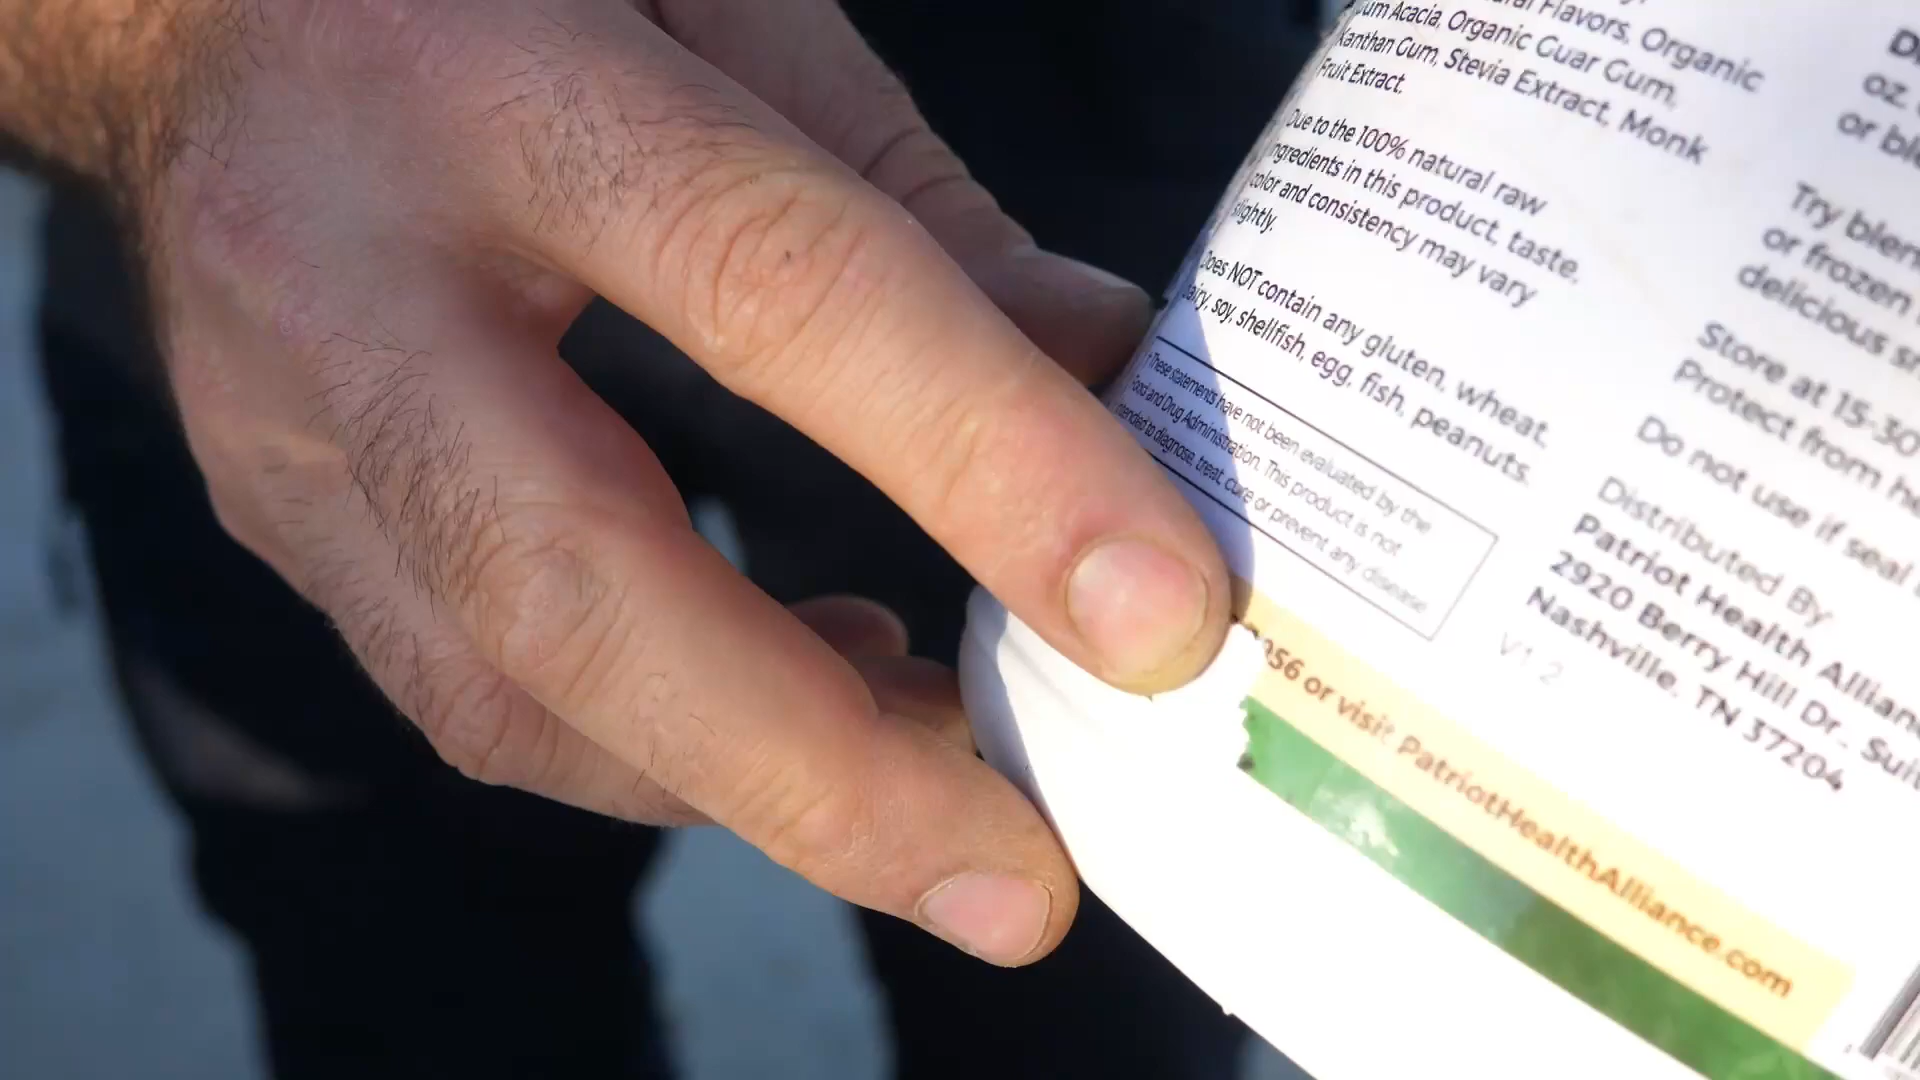 Flavors, Organic
Gum Acacia, Organic Guar Gum,
Xanthan Gum, Stevia Extract, Monk
Fruit Extract.
Due to the 100% natural raw
ingredients in this product, taste,
color and consistency may vary
slightly.
Does NOT contain any gluten, wheat,
dairy, soy, shellfish, egg, fish, peanuts.
† These statements have not been evaluated by the
Food and Drug Administration. This product is not
intended to diagnose, treat, cure or prevent any disease.
056 or visit PatriotHealthAlliance.com
oz.
or
Try
or frozen
delicious
Store at 15-30
Protect from
Do not use if seal
Distributed By
Patriot Health Allianc
2920 Berry Hill Dr., Suit
Nashville, TN 37204
V1.2